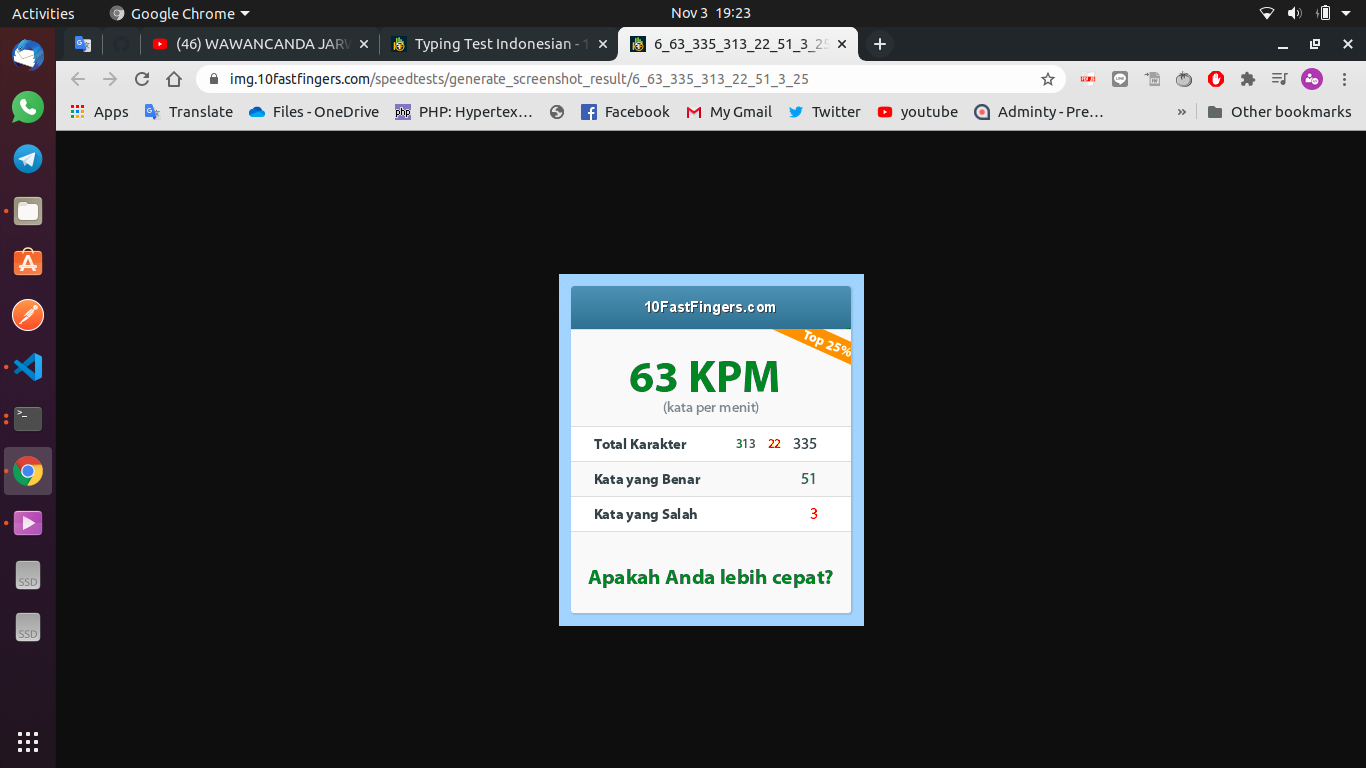 Activities Google Chrome Nov 3 19:23
(46) WAWANCANDA JARW Typing Test Indonesian - 1 6_63_335_313_22_51_3_25
img.10fastfingers.com/speedtests/generate_screenshot_result/6_63_335_313_22_51_3_25
Apps Translate Files - OneDrive php PHP: Hypertex... Facebook My Gmail Twitter youtube Adminty - Pre... » Other bookmarks
10FastFingers.com
Top 25%
63 KPM
(kata per menit)
Total Karakter 313 22 335
Kata yang Benar 51
Kata yang Salah 3
Apakah Anda lebih cepat?
SSD
SSD